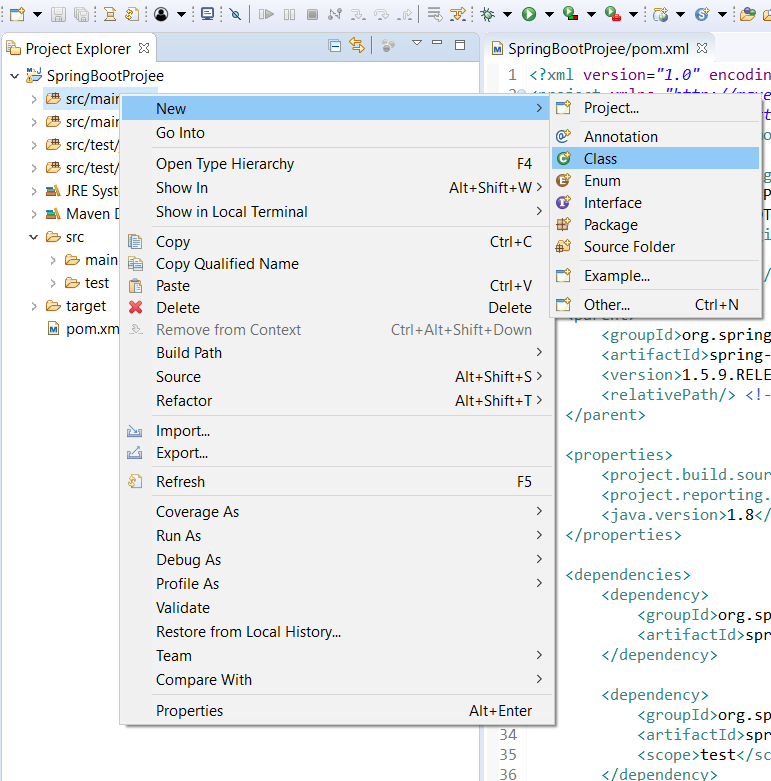 Project Explorer
SpringBootProjee
src/main
src/main
src/test/
src/test/
JRE Syst
Maven D
src
main
test
target
pom.xm
New
Go Into
Open Type Hierarchy F4
Show In Alt+Shift+W
Show in Local Terminal
Copy Ctrl+C
Copy Qualified Name
Paste Ctrl+V
Delete Delete
Remove from Context Ctrl+Alt+Shift+Down
Build Path
Source Alt+Shift+S
Refactor Alt+Shift+T
Import...
Export...
Refresh F5
Coverage As
Run As
Debug As
Profile As
Validate
Restore from Local History...
Team
Compare With
Properties Alt+Enter
Project...
Annotation
Class
Enum
Interface
Package
Source Folder
Example...
Other... Ctrl+N
SpringBootProjee/pom.xml
1 <?xml version="1.0" encodin
<parent>
<groupId>org.spring
<artifactId>spring-
<version>1.5.9.RELE
<relativePath/> <!-
</parent>
<properties>
<project.build.sour
<project.reporting.
<java.version>1.8</
</properties>
<dependencies>
<dependency>
<groupId>org.sp
<artifactId>spr
</dependency>
<dependency>
<groupId>org.sp
34 <artifactId>spr
35 <scope>test</sc
36 </dependency>